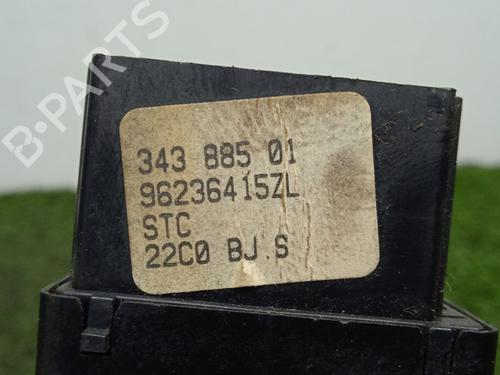 B-PARTS
343 885 01
96236415ZL
STC
22C0 BJ.S